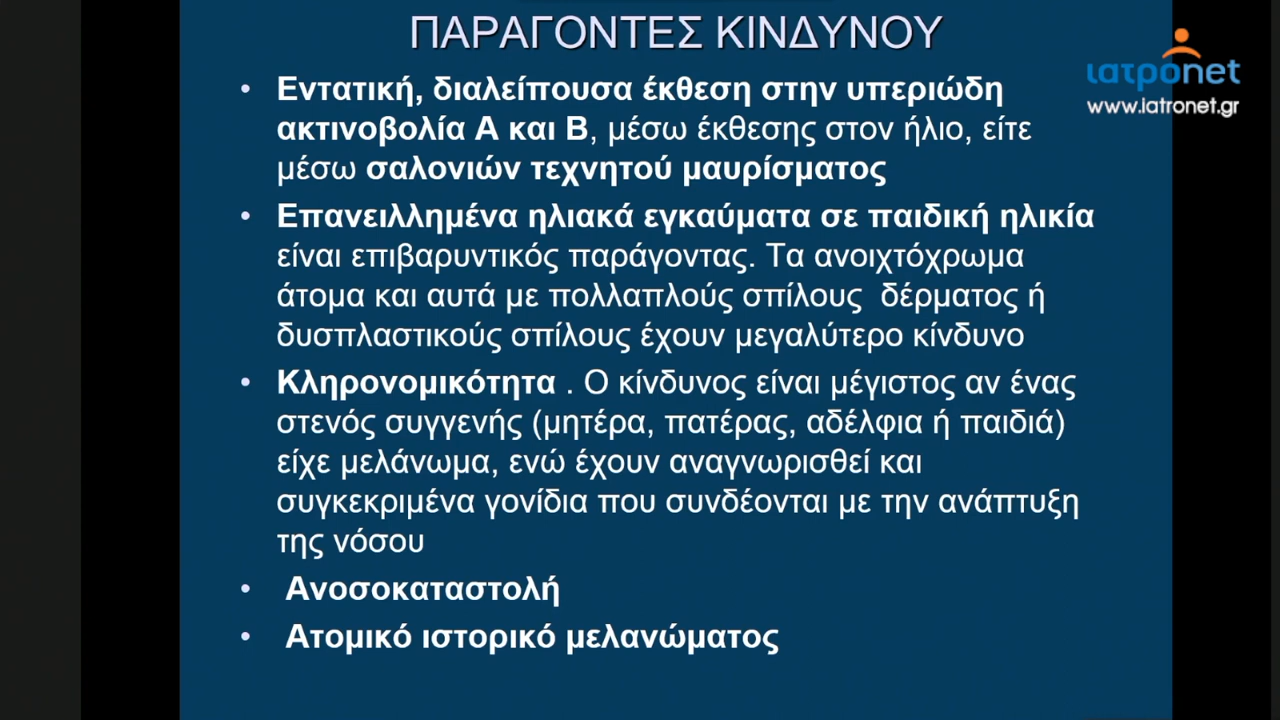 ΠΑΡΑΓΟΝΤΕΣ ΚΙΝΔΥΝΟΥ
ιατροnet
www.iatronet.gr
• Εντατική, διαλείπουσα έκθεση στην υπεριώδη
ακτινοβολία Α και Β, μέσω έκθεσης στον ήλιο, είτε
μέσω σαλονιών τεχνητού μαυρίσματος
• Επανειλλημένα ηλιακά εγκαύματα σε παιδική ηλικία
είναι επιβαρυντικός παράγοντας. Τα ανοιχτόχρωμα
άτομα και αυτά με πολλαπλούς σπίλους δέρματος ή
δυσπλαστικούς σπίλους έχουν μεγαλύτερο κίνδυνο
• Κληρονομικότητα . Ο κίνδυνος είναι μέγιστος αν ένας
στενός συγγενής (μητέρα, πατέρας, αδέλφια ή παιδιά)
είχε μελάνωμα, ενώ έχουν αναγνωρισθεί και
συγκεκριμένα γονίδια που συνδέονται με την ανάπτυξη
της νόσου
• Ανοσοκαταστολή
• Ατομικό ιστορικό μελανώματος